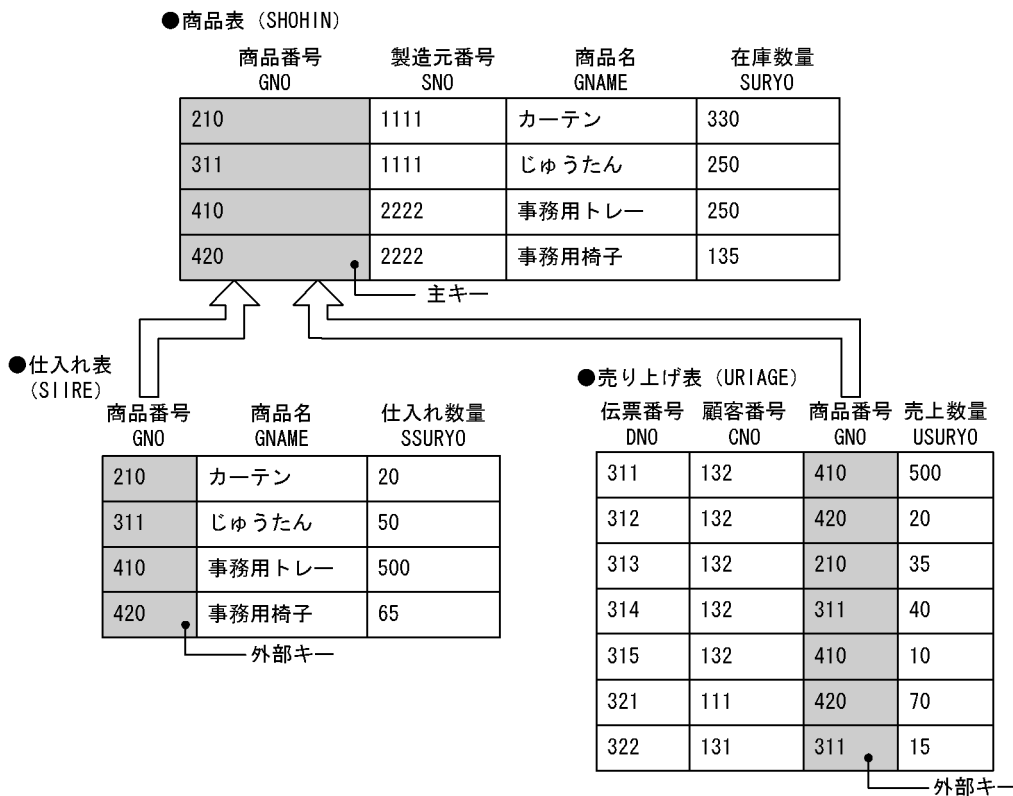 ●商品表 (SHOHIN)
商品番号 製造元番号 商品名 在庫数量
GNO SNO GNAME SURYO
210 1111 カーテン 330
311 1111 じゅうたん 250
410 2222 事務用トレー 250
420 2222 事務用椅子 135
主キー
●仕入れ表
(SIIRE)
商品番号 商品名 仕入れ数量
GNO GNAME SSURYO
210 カーテン 20
311 じゅうたん 50
410 事務用トレー 500
420 事務用椅子 65
外部キー
●売り上げ表 (URIAGE)
伝票番号 顧客番号 商品番号 売上数量
DNO CNO GNO USURYO
311 132 410 500
312 132 420 20
313 132 210 35
314 132 311 40
315 132 410 10
321 111 420 70
322 131 311 15
外部キー